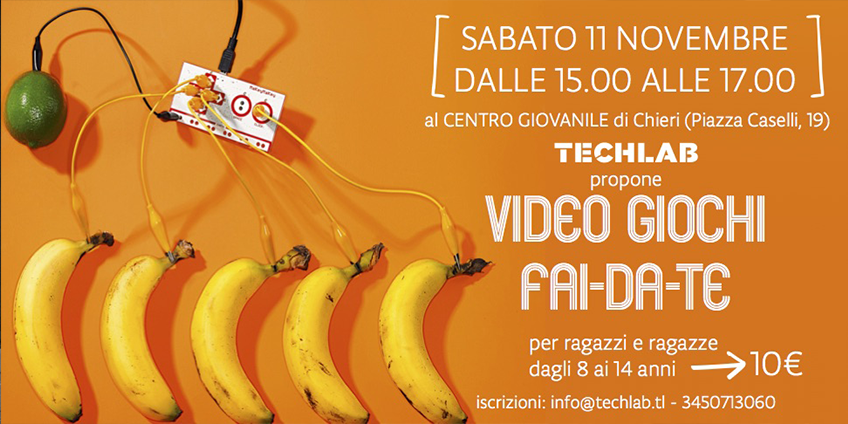 SABATO 11 NOVEMBRE
DALLE 15.00 ALLE 17.00
al CENTRO GIOVANILE di Chieri (Piazza Caselli, 19)
TECHLAB
propone
VIDEO GIOCHI
FAI-DA-TE
per ragazzi e ragazze
dagli 8 ai 14 anni → 10€
iscrizioni: info@techlab.tl - 3450713060
MaKey MaKey